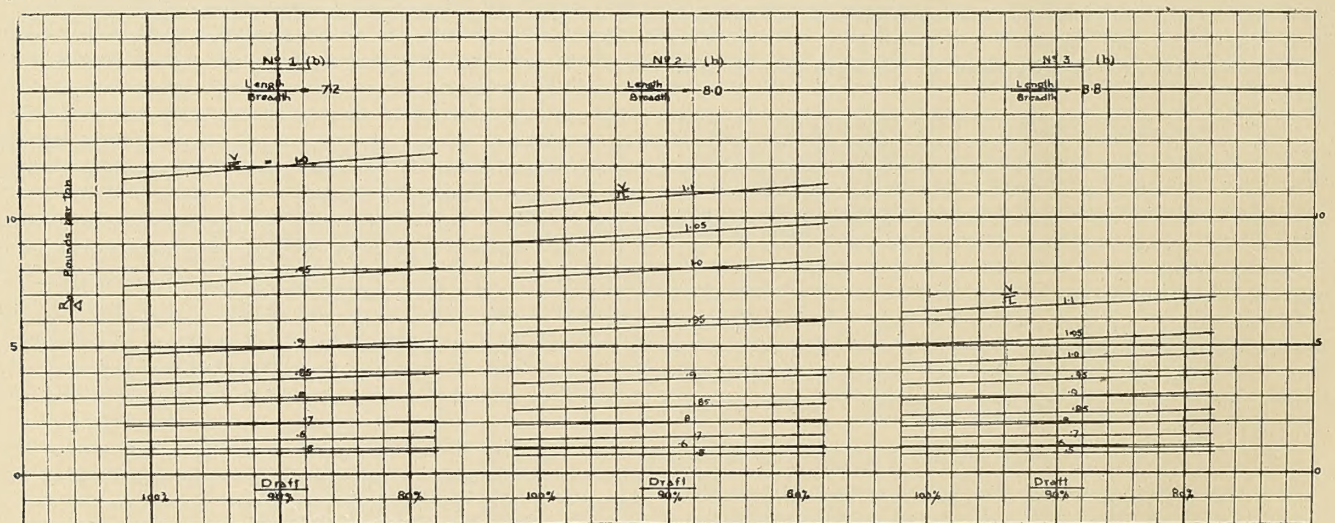 Nº 1 (b)
Length
Breadth = 7.2
Nº 2 (b)
Length
Breadth = 8.0
Nº 3 (b)
Length
Breadth = 8.8
Pounds per Ton
10
5
0
V
.95
.9
.85
.8
.7
.6
.5
Draft
100%
90%
80%
V
1.1
1.05
1.0
.95
.9
.85
.8
.7
.6
.5
Draft
100%
90%
80%
V
1.1
1.05
1.0
.95
.9
.85
.7
.5
Draft
100%
90%
80%
10
5
0